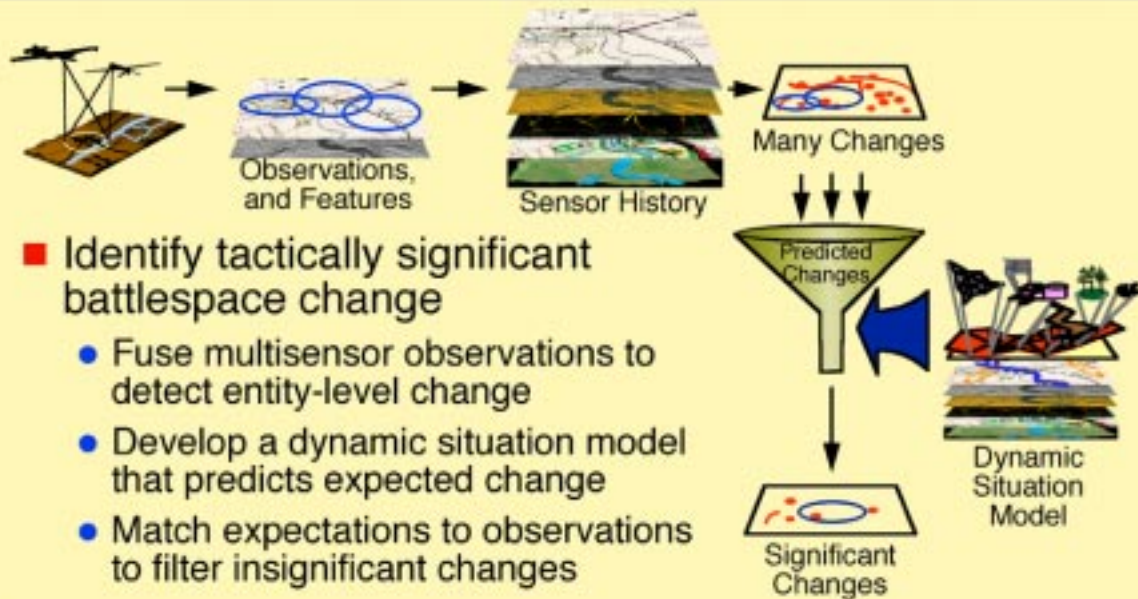 Observations,
and Features
Sensor History
Many Changes
Predicted
Changes
Dynamic
Situation
Model
Significant
Changes
Identify tactically significant
battlespace change
Fuse multisensor observations to
detect entity-level change
Develop a dynamic situation model
that predicts expected change
Match expectations to observations
to filter insignificant changes